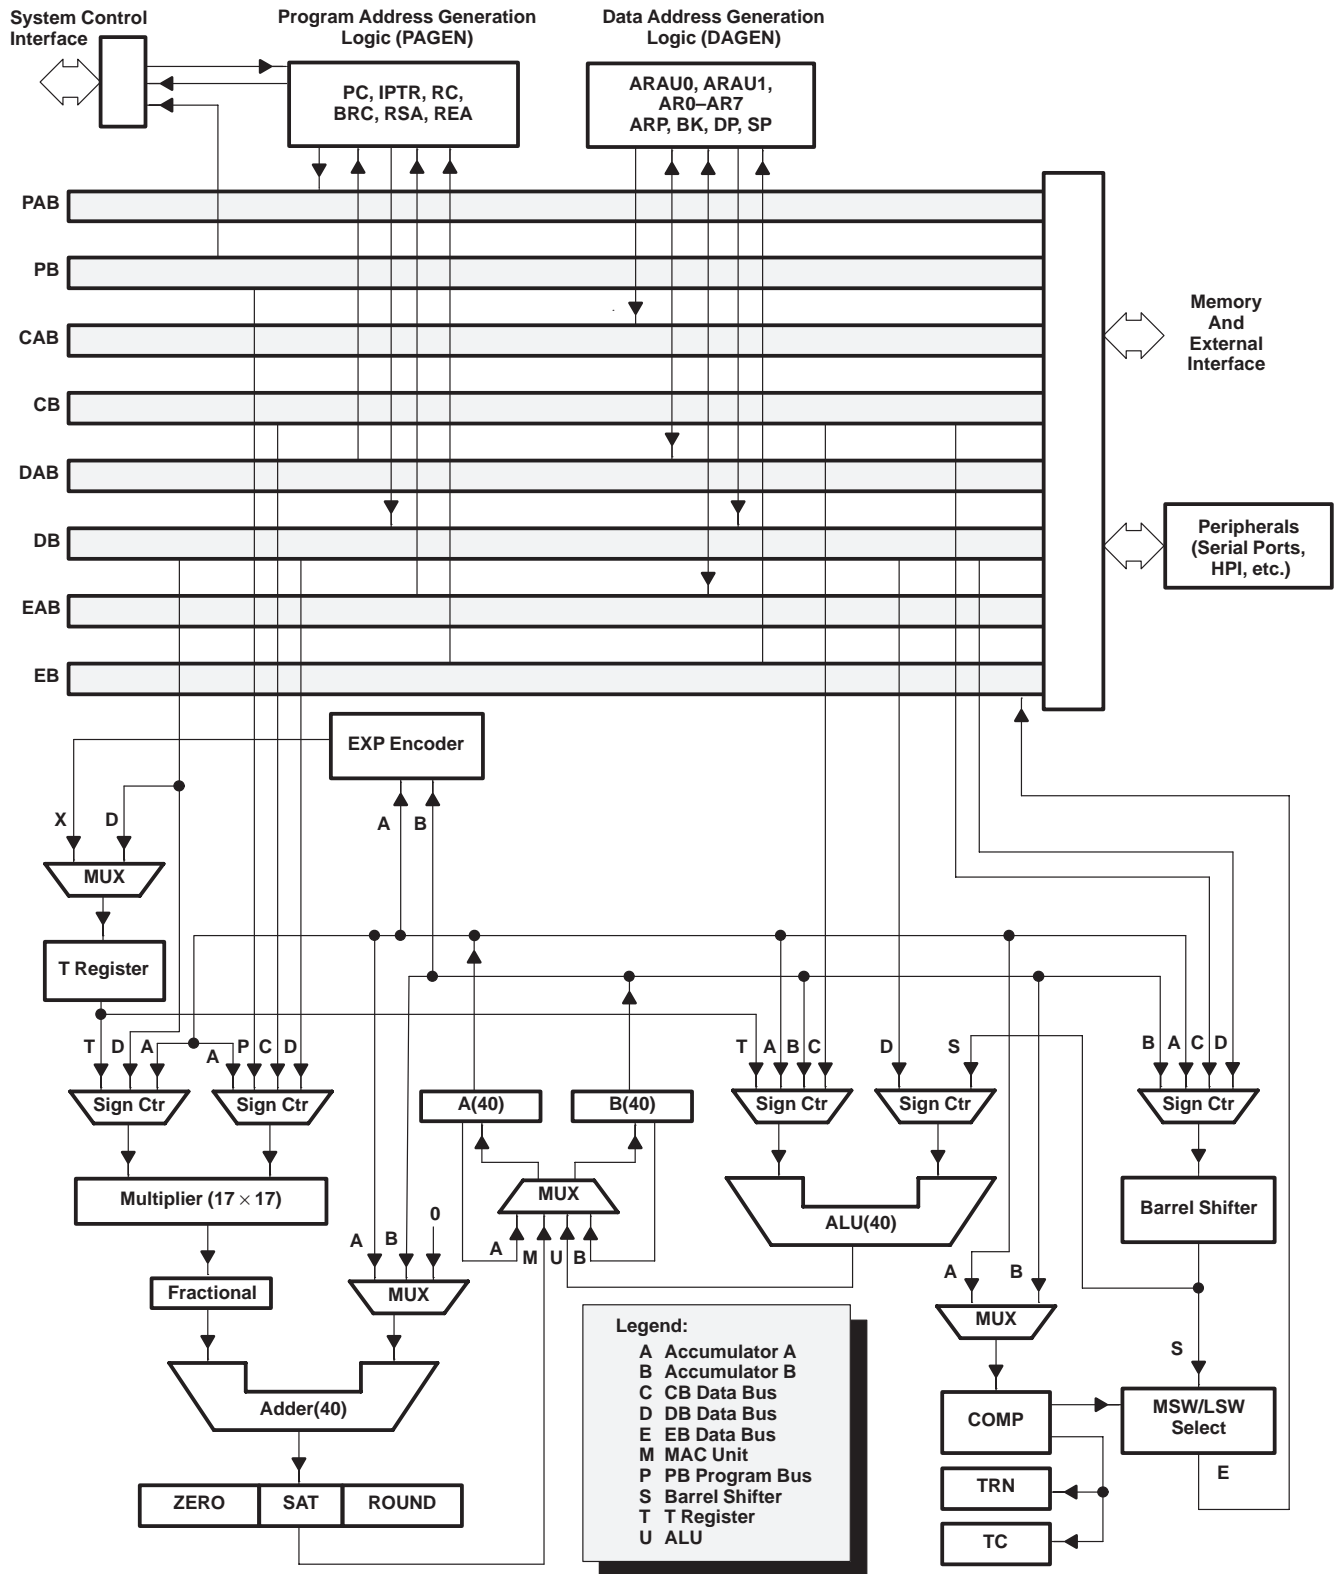 System Control
Interface
Program Address Generation
Logic (PAGEN)
Data Address Generation
Logic (DAGEN)
PC, IPTR, RC,
BRC, RSA, REA
ARAU0, ARAU1,
AR0–AR7
ARP, BK, DP, SP
PAB
PB
CAB
CB
DAB
DB
EAB
EB
Memory
And
External
Interface
Peripherals
(Serial Ports,
HPI, etc.)
EXP Encoder
X
D
A
B
MUX
T Register
T
D
A
A
P
C
D
T
A
B
C
D
S
B
A
C
D
Sign Ctr
Sign Ctr
A(40)
B(40)
Sign Ctr
Sign Ctr
Sign Ctr
Multiplier (17 × 17)
MUX
ALU(40)
Barrel Shifter
A
B
0
A
M
U
B
A
B
Fractional
MUX
MUX
S
Adder(40)
COMP
MSW/LSW
Select
E
ZERO
SAT
ROUND
TRN
TC
Legend:
A Accumulator A
B Accumulator B
C CB Data Bus
D DB Data Bus
E EB Data Bus
M MAC Unit
P PB Program Bus
S Barrel Shifter
T T Register
U ALU